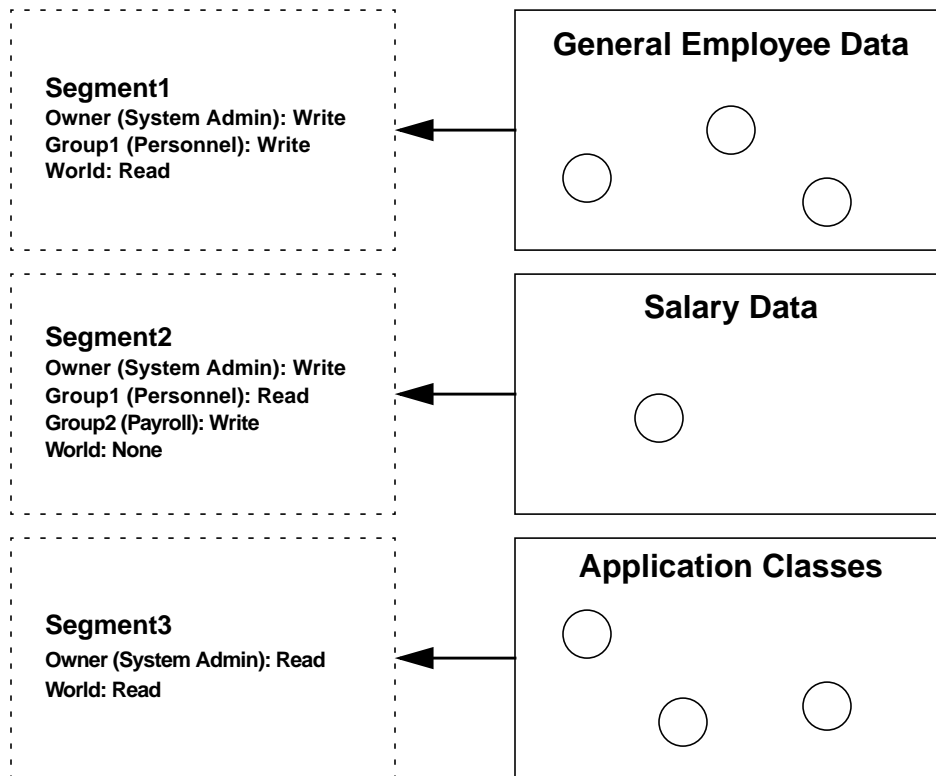 General Employee Data
Segment1
Owner (System Admin): Write
Group1 (Personnel): Write
World: Read
Salary Data
Segment2
Owner (System Admin): Write
Group1 (Personnel): Read
Group2 (Payroll): Write
World: None
Application Classes
Segment3
Owner (System Admin): Read
World: Read